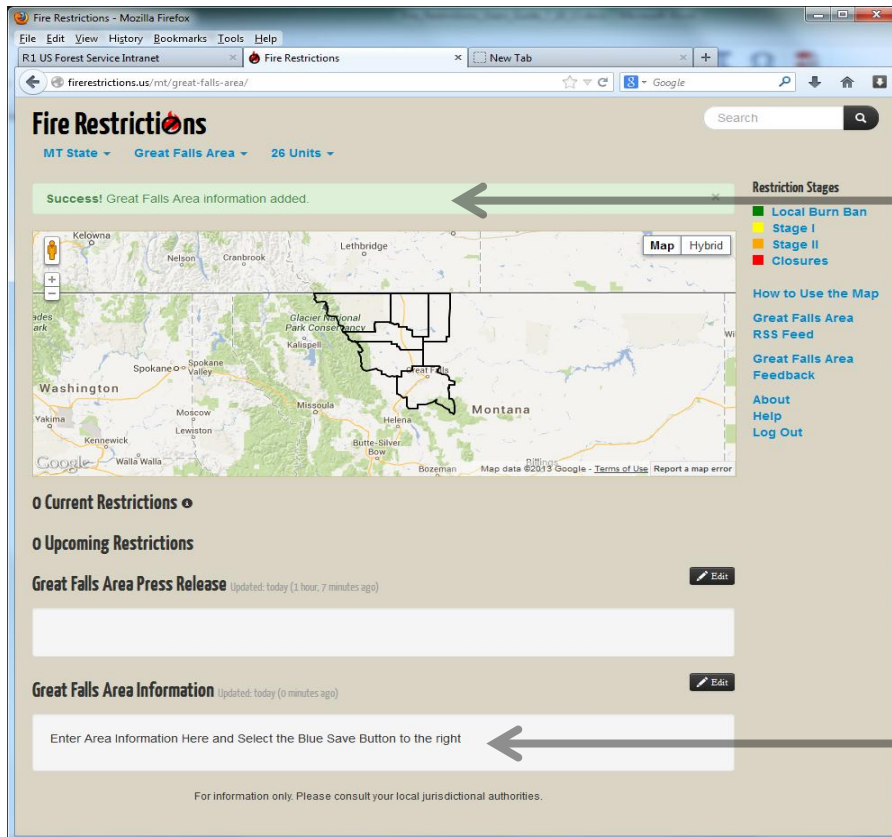 Fire Restrictions - Mozilla Firefox
File Edit View History Bookmarks Tools Help
R1 US Forest Service Intranet × Fire Restrictions × New Tab × +
firerestrictions.us/mt/great-falls-area/ Google
Fire Restrictions
Search
MT State Great Falls Area 26 Units
Success! Great Falls Area information added. ×
Restriction Stages
Local Burn Ban
Stage I
Stage II
Closures
How to Use the Map
Great Falls Area
RSS Feed
Great Falls Area
Feedback
About
Help
Log Out
Map Hybrid
+
−
Kelowna
Nelson
Cranbrook
Lethbridge
Glacier National
Park Conservancy
Kalispell
Spokane
Spokane
Valley
Great Falls
Washington
Moscow
Missoula
Montana
Helena
Yakima
Lewiston
Kennewick
Butte-Silver
Bow
Walla Walla
Google
Bozeman
Billings
Map data ©2013 Google - Terms of Use Report a map error
0 Current Restrictions
0 Upcoming Restrictions
Great Falls Area Press Release Updated: today (1 hour, 7 minutes ago)
Edit
Great Falls Area Information Updated: today (0 minutes ago)
Edit
Enter Area Information Here and Select the Blue Save Button to the right
For information only. Please consult your local jurisdictional authorities.